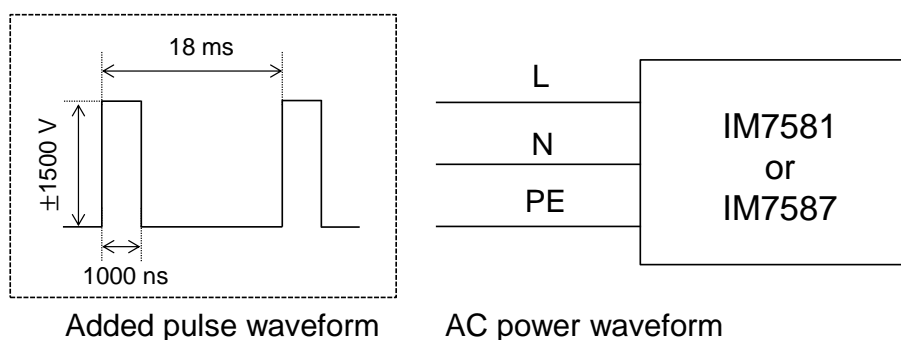 18 ms
±1500 V
1000 ns
Added pulse waveform
L
N
PE
IM7581
or
IM7587
AC power waveform